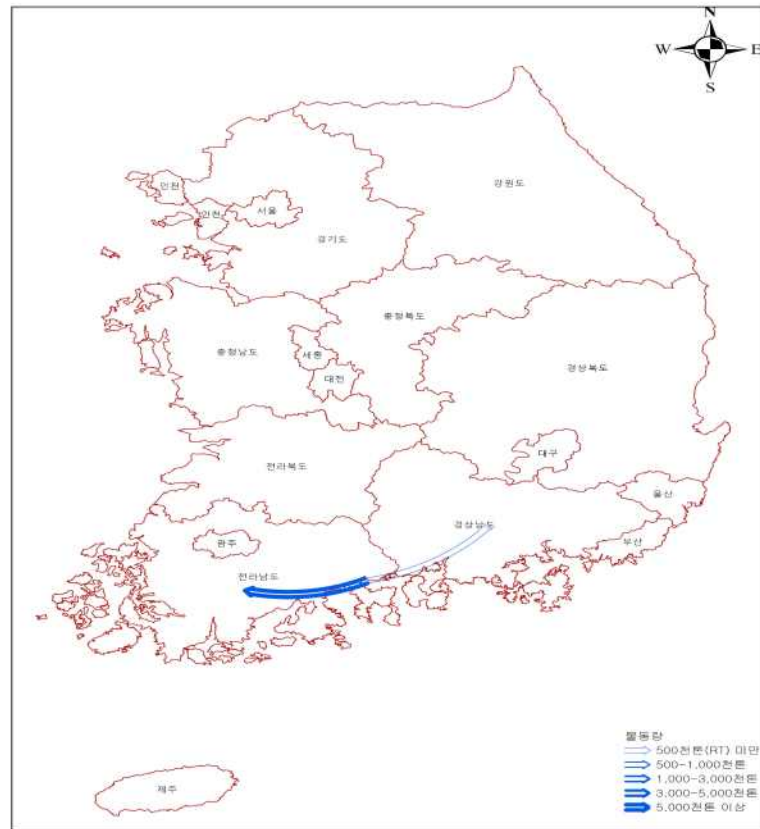 N
W E
S
강원도
인천
인천
서울
경기도
충청북도
충청남도
세종
대전
경상북도
대구
전라북도
울산
경상남도
부산
광주
전라남도
제주
물동량
500천톤(RT) 미만
500-1,000천톤
1,000-3,000천톤
3,000-5,000천톤
5,000천톤 이상